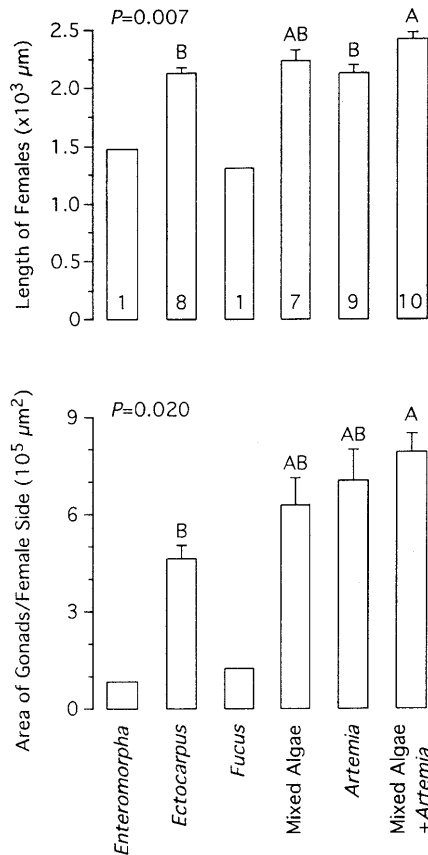 P=0.007
Length of Females (x10³ µm)
2.5
2.0
1.5
1.0
0.5
0
B
AB
B
A
1
8
1
7
9
10
P=0.020
Area of Gonads/Female Side (10⁵ µm²)
9
6
3
0
B
AB
AB
A
Enteromorpha
Ectocarpus
Fucus
Mixed Algae
Artemia
Mixed Algae
+Artemia